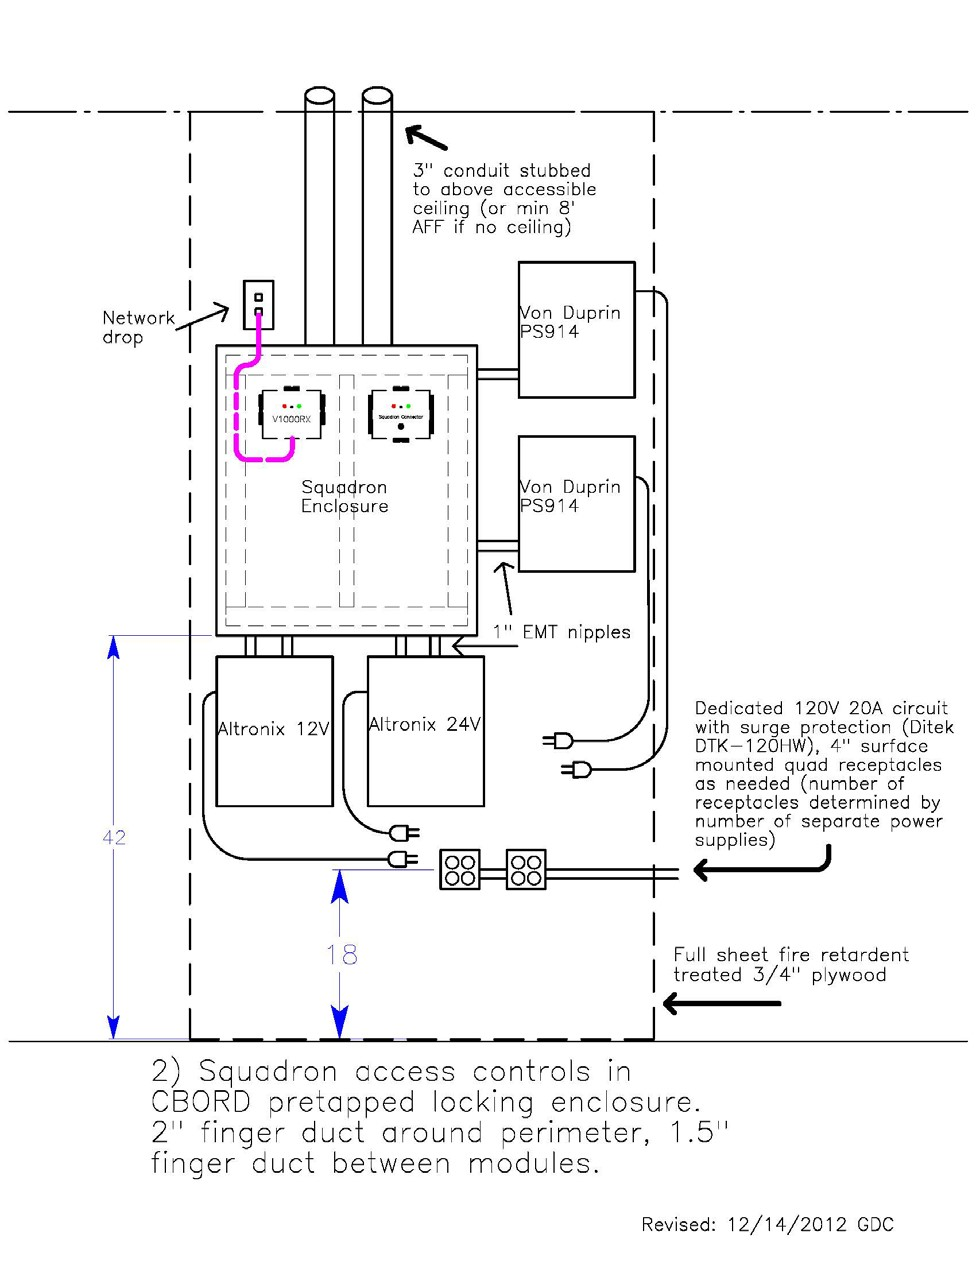 3" conduit stubbed
to above accessible
ceiling (or min 8'
AFF if no ceiling)
Network
drop
Von Duprin
PS914
V1000RX
Squadron Connector
Squadron
Enclosure
Von Duprin
PS914
1" EMT nipples
Altronix 12V
Altronix 24V
Dedicated 120V 20A circuit
with surge protection (Ditek
DTK-120HW), 4" surface
mounted quad receptacles
as needed (number of
receptacles determined by
number of separate power
supplies)
42
18
Full sheet fire retardent
treated 3/4" plywood
2) Squadron access controls in
CBORD pretapped locking enclosure.
2" finger duct around perimeter, 1.5"
finger duct between modules.
Revised: 12/14/2012 GDC